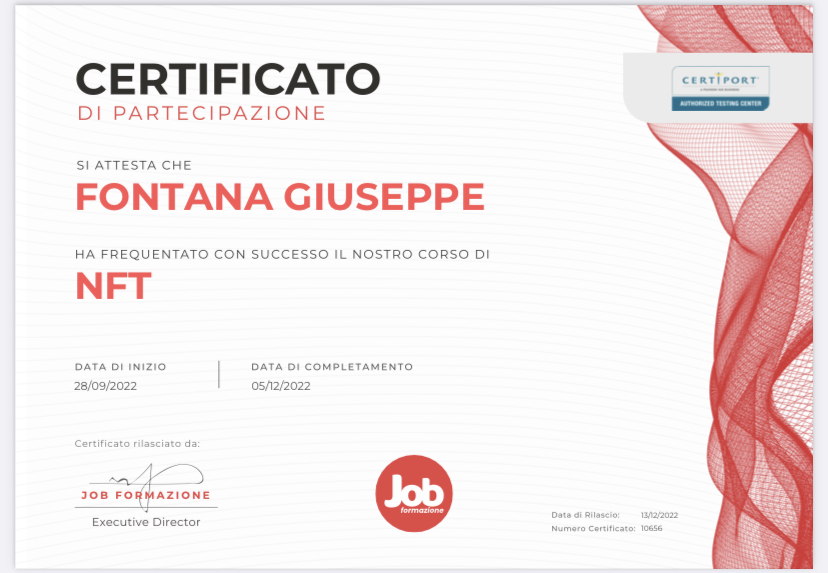 CERTIFICATO
DI PARTECIPAZIONE
CERTIPORT
AUTHORIZED TESTING CENTER
SI ATTESTA CHE
FONTANA GIUSEPPE
HA FREQUENTATO CON SUCCESSO IL NOSTRO CORSO DI
NFT
DATA DI INIZIO
28/09/2022
DATA DI COMPLETAMENTO
05/12/2022
Certificato rilasciato da:
JOB FORMAZIONE
Executive Director
Job
formazione
Data di Rilascio: 13/12/2022
Numero Certificato: 10656